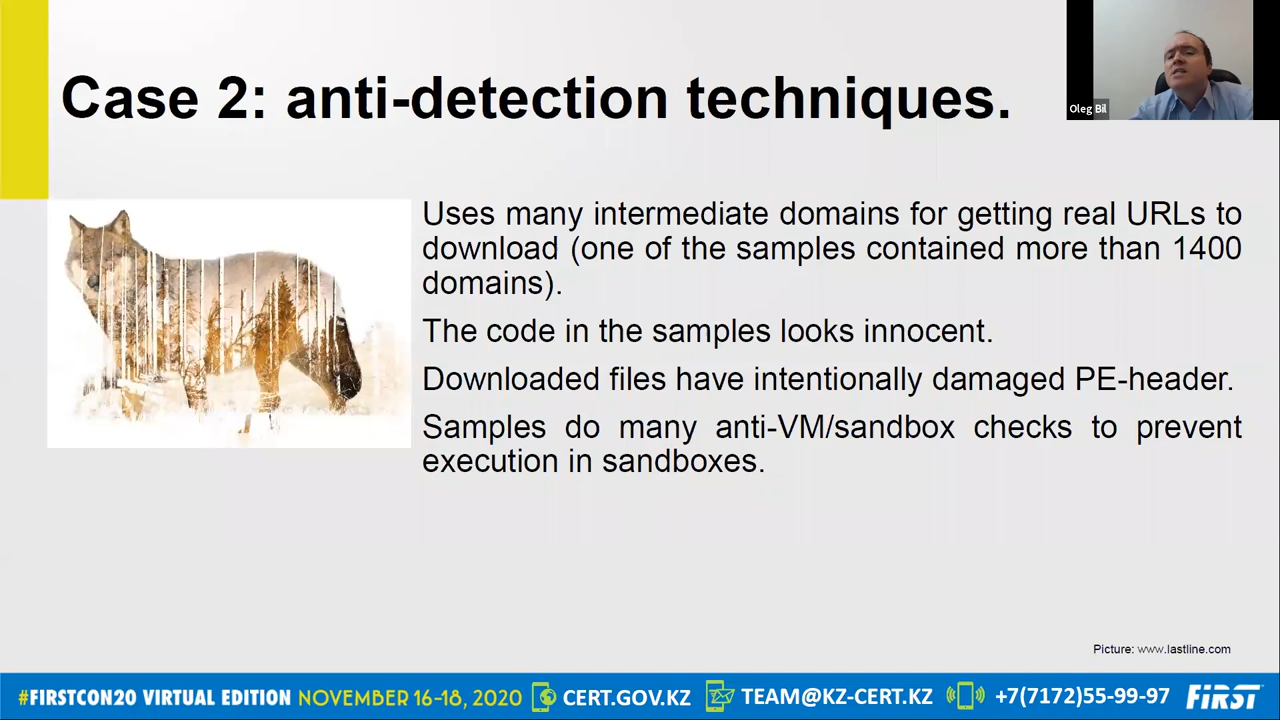 Case 2: anti-detection techniques.
Oleg Bil
Uses many intermediate domains for getting real URLs to
download (one of the samples contained more than 1400
domains).
The code in the samples looks innocent.
Downloaded files have intentionally damaged PE-header.
Samples do many anti-VM/sandbox checks to prevent
execution in sandboxes.
Picture: www.lastline.com
#FIRSTCON20 VIRTUAL EDITION NOVEMBER 16-18, 2020 CERT.GOV.KZ TEAM@KZ-CERT.KZ +7(7172)55-99-97 FiRST